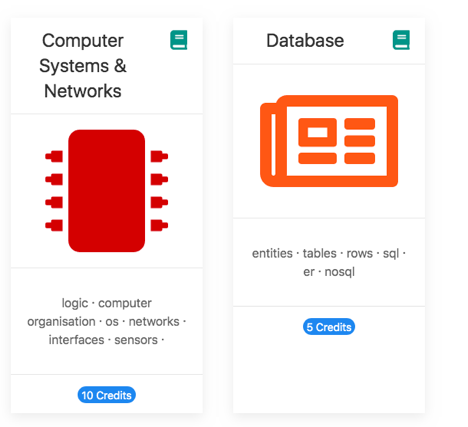 Computer
Systems &
Networks
logic · computer
organisation · os · networks ·
interfaces · sensors ·
10 Credits
Database
entities · tables · rows · sql ·
er · nosql
5 Credits